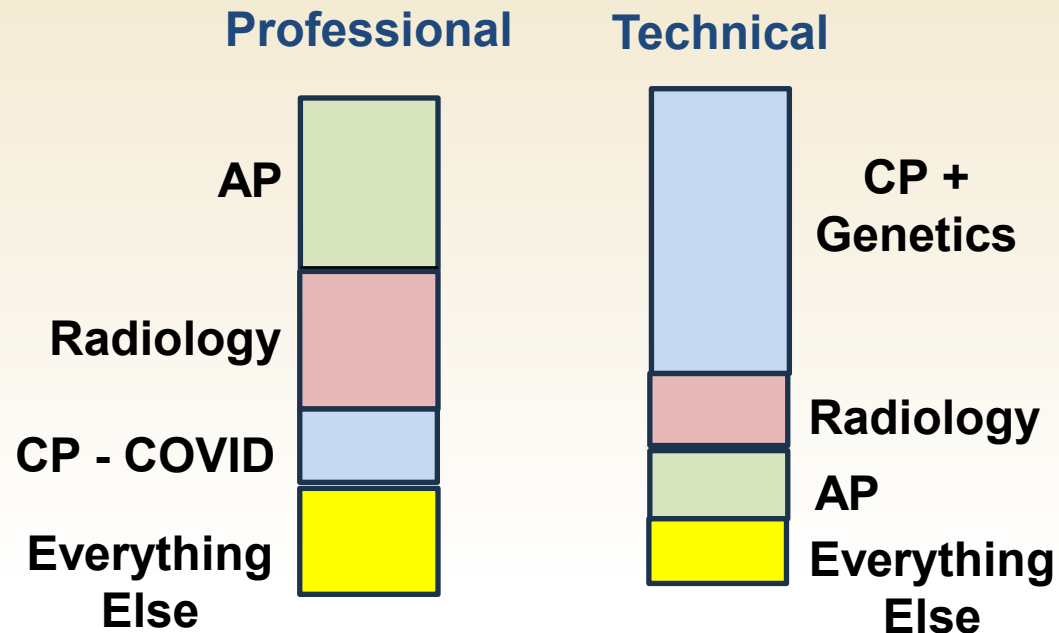 Professional
Technical
AP
Radiology
CP - COVID
Everything
Else
CP +
Genetics
Radiology
AP
Everything
Else